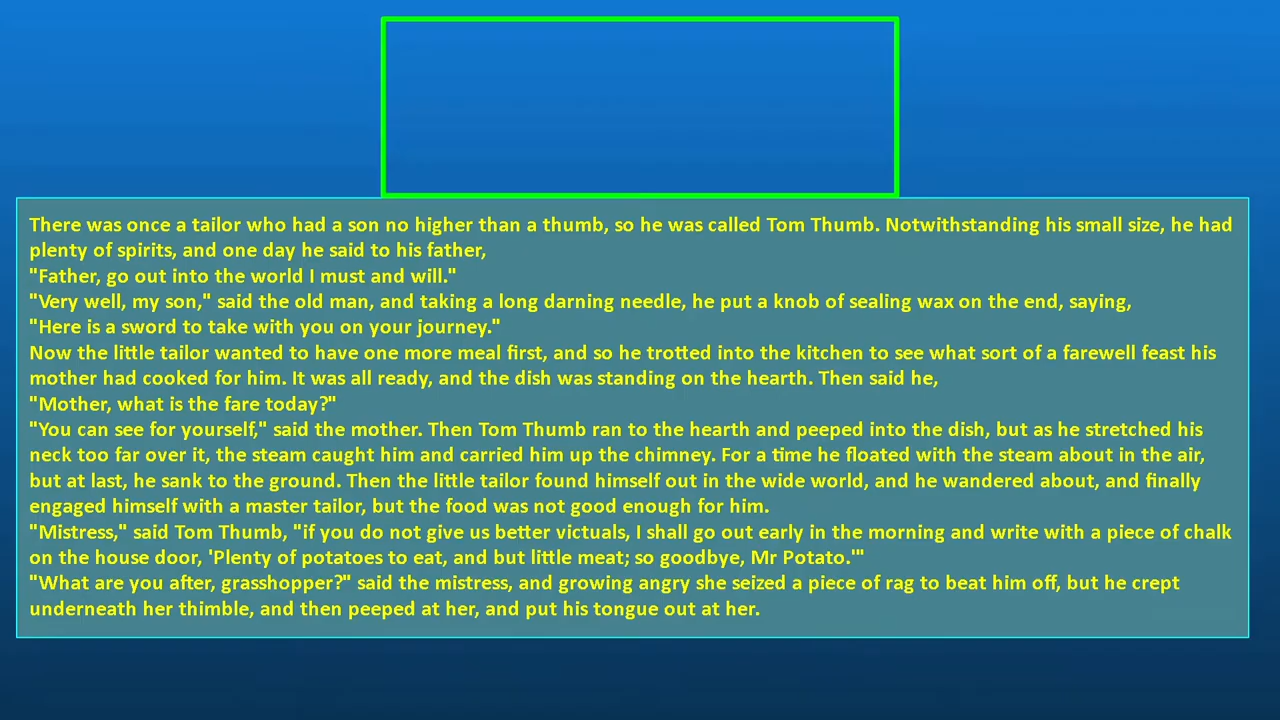 There was once a tailor who had a son no higher than a thumb, so he was called Tom Thumb. Notwithstanding his small size, he had
plenty of spirits, and one day he said to his father,
"Father, go out into the world I must and will."
"Very well, my son," said the old man, and taking a long darning needle, he put a knob of sealing wax on the end, saying,
"Here is a sword to take with you on your journey."
Now the little tailor wanted to have one more meal first, and so he trotted into the kitchen to see what sort of a farewell feast his
mother had cooked for him. It was all ready, and the dish was standing on the hearth. Then said he,
"Mother, what is the fare today?"
"You can see for yourself," said the mother. Then Tom Thumb ran to the hearth and peeped into the dish, but as he stretched his
neck too far over it, the steam caught him and carried him up the chimney. For a time he floated with the steam about in the air,
but at last, he sank to the ground. Then the little tailor found himself out in the wide world, and he wandered about, and finally
engaged himself with a master tailor, but the food was not good enough for him.
"Mistress," said Tom Thumb, "if you do not give us better victuals, I shall go out early in the morning and write with a piece of chalk
on the house door, 'Plenty of potatoes to eat, and but little meat; so goodbye, Mr Potato.'"
"What are you after, grasshopper?" said the mistress, and growing angry she seized a piece of rag to beat him off, but he crept
underneath her thimble, and then peeped at her, and put his tongue out at her.